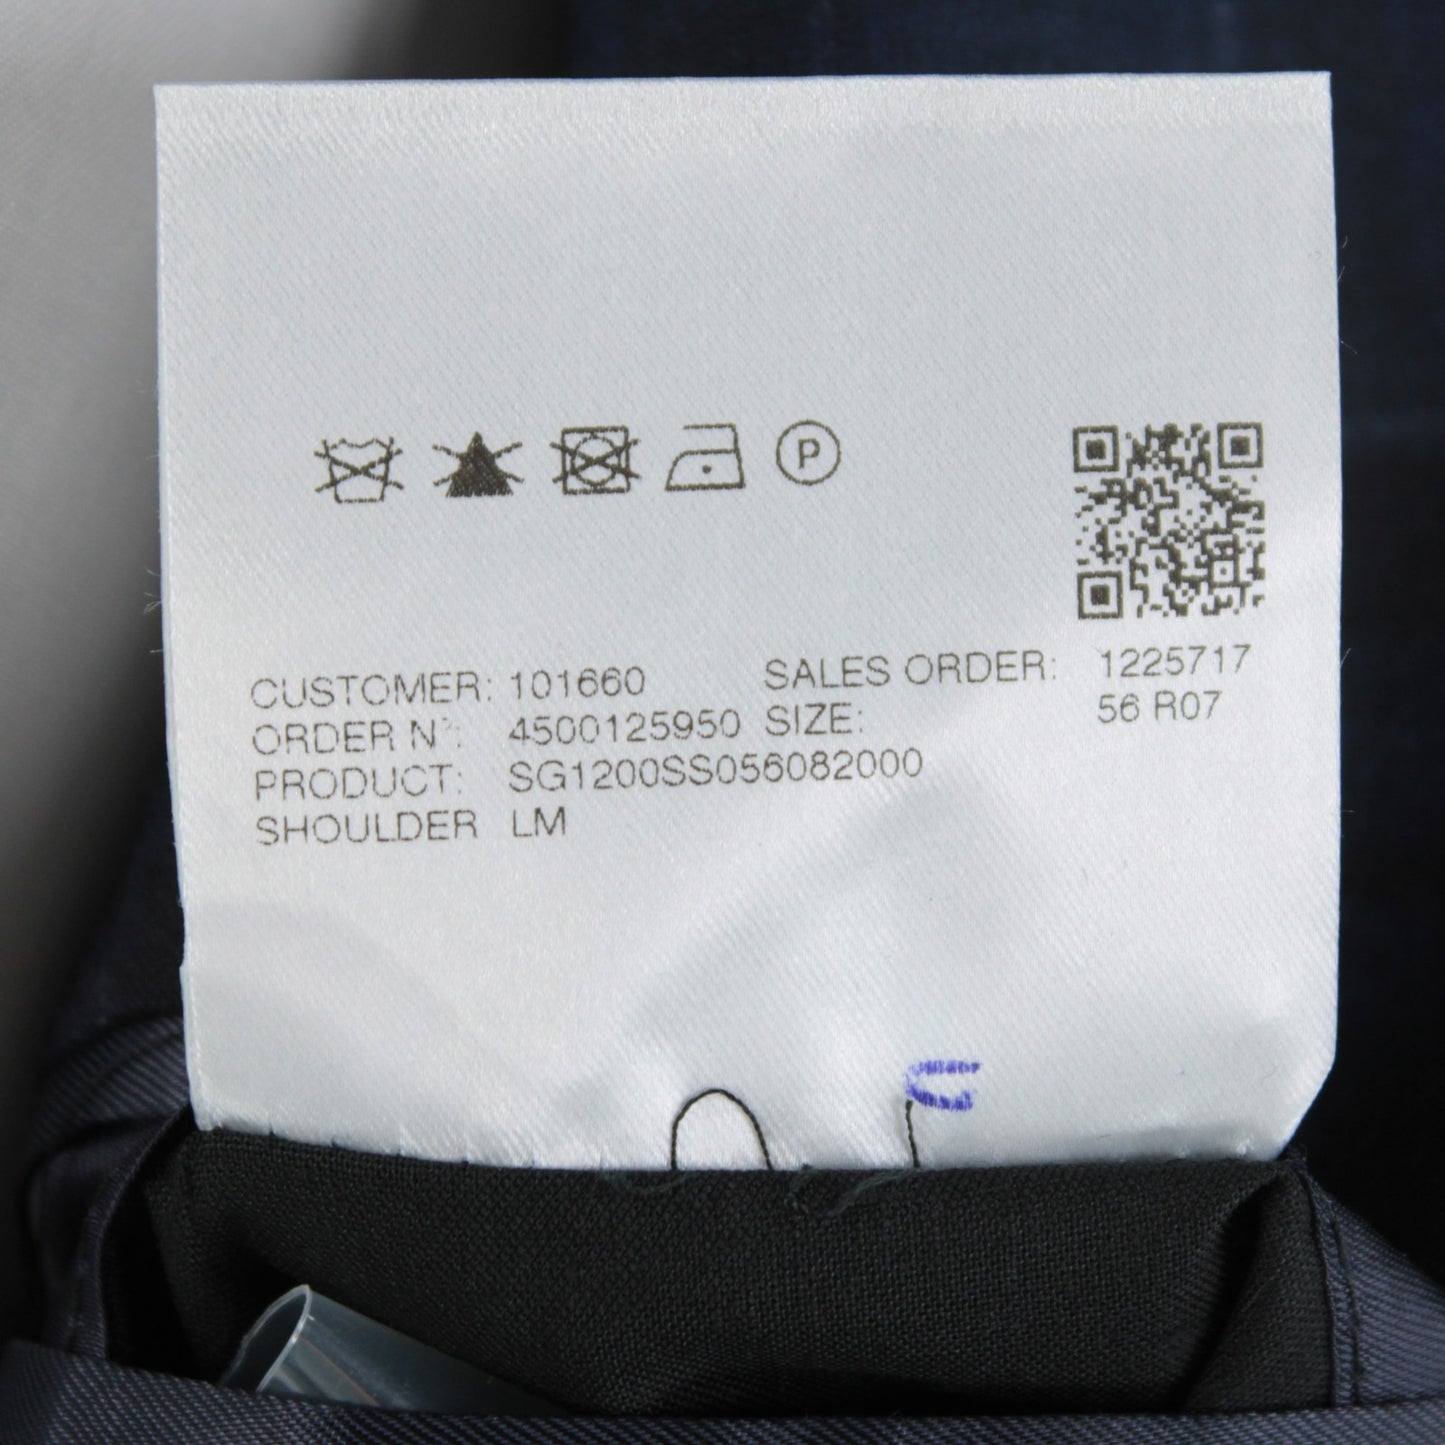 P
CUSTOMER: 101660 SALES ORDER: 1225717
ORDER N°: 4500125950 SIZE: 56 R07
PRODUCT: SG1200SS056082000
SHOULDER LM